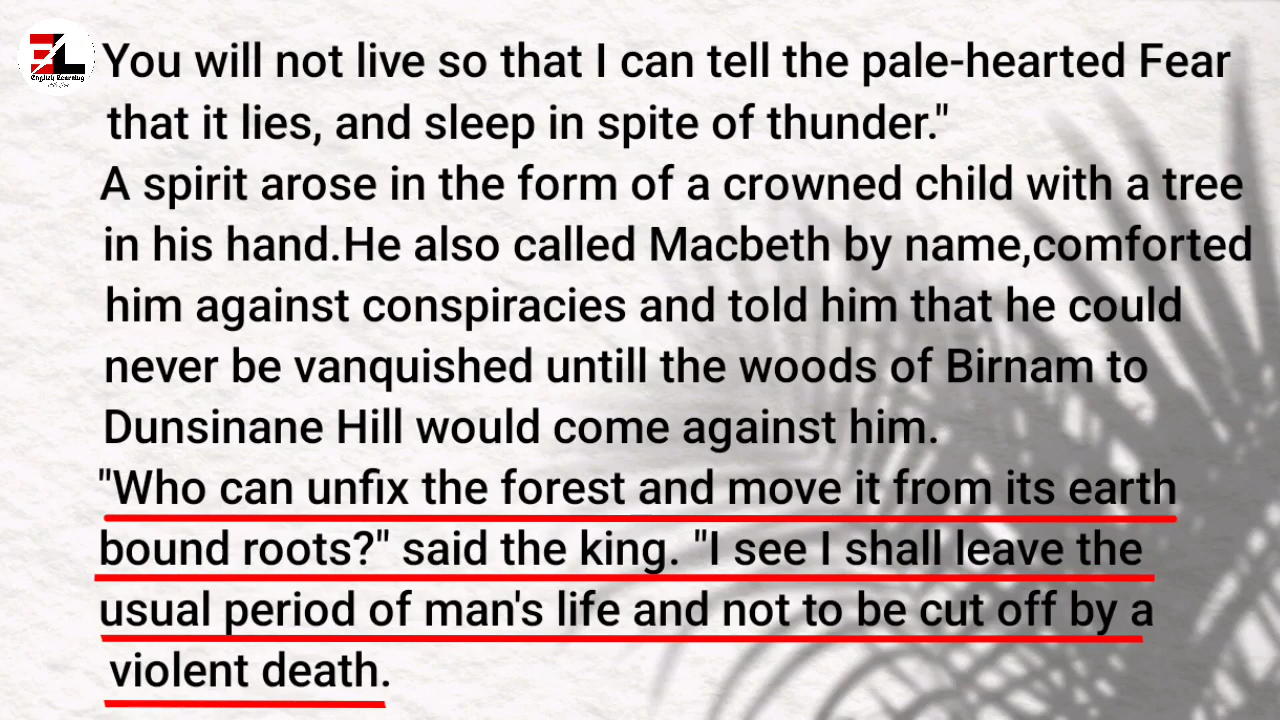 EL
English Learning
You will not live so that I can tell the pale-hearted Fear
that it lies, and sleep in spite of thunder."
A spirit arose in the form of a crowned child with a tree
in his hand.He also called Macbeth by name,comforted
him against conspiracies and told him that he could
never be vanquished untill the woods of Birnam to
Dunsinane Hill would come against him.
"Who can unfix the forest and move it from its earth
bound roots?" said the king. "I see I shall leave the
usual period of man's life and not to be cut off by a
violent death.